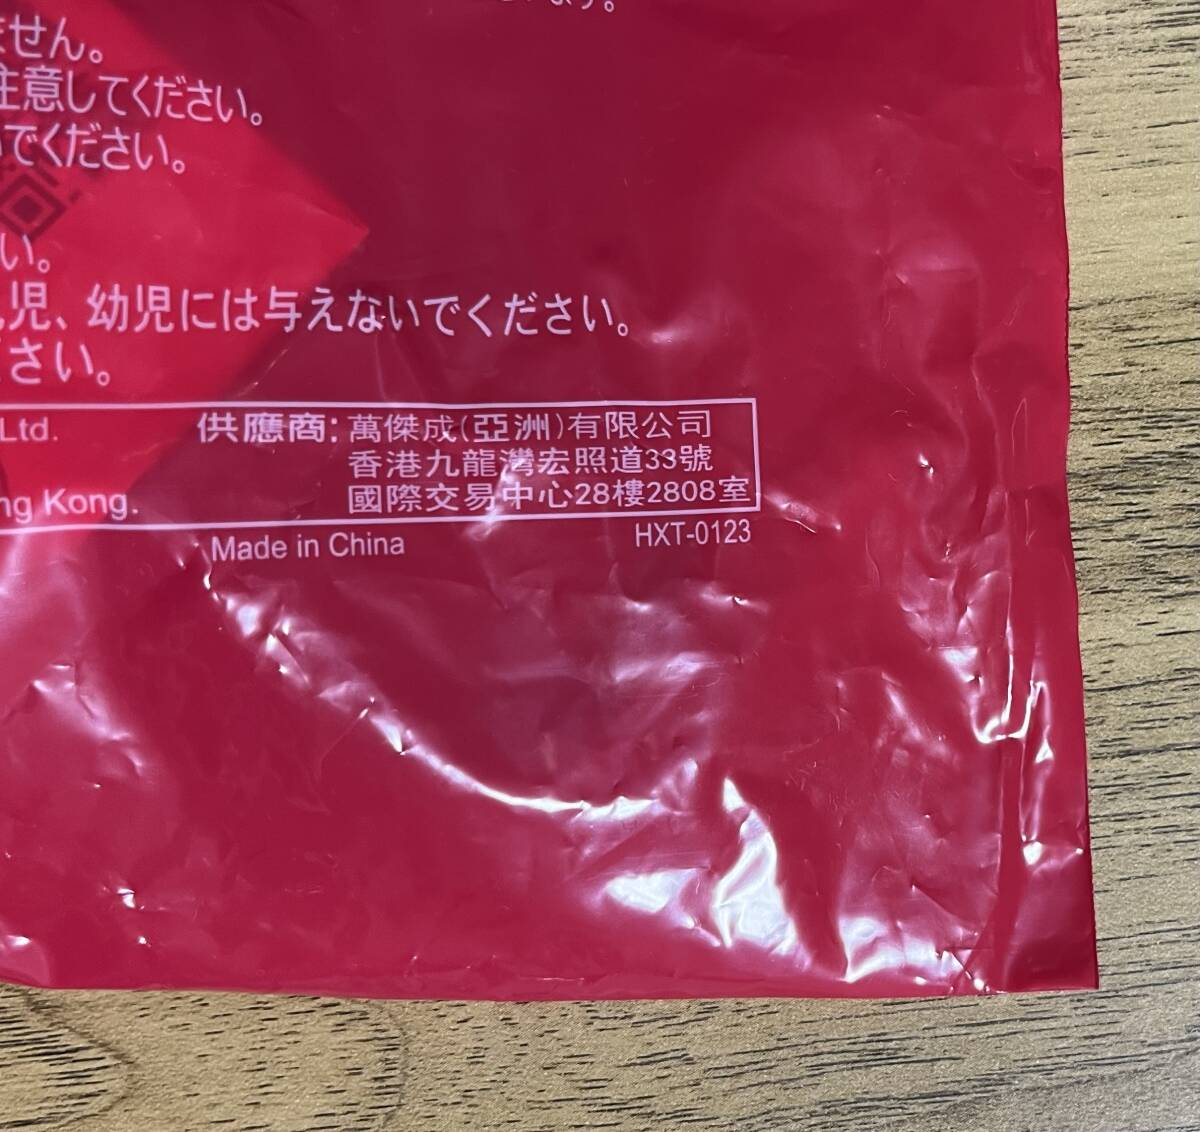 ません。
注意してください。
いでください。
い。
児、幼児には与えないでください。
ださい。
Ltd.
供應商: 萬傑成(亞洲)有限公司
香港九龍灣宏照道33號
ng Kong.
國際交易中心28樓2808室
Made in China
HXT-0123